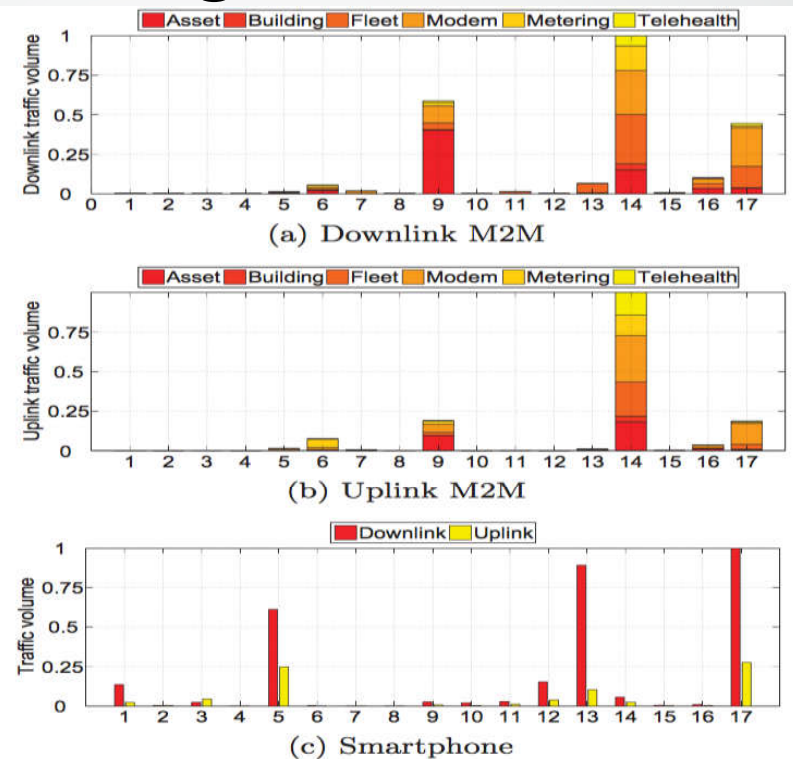 Asset Building Fleet Modem Metering Telehealth
Downlink traffic volume
1
0.75
0.5
0.25
0
0 1 2 3 4 5 6 7 8 9 10 11 12 13 14 15 16 17
(a) Downlink M2M
Asset Building Fleet Modem Metering Telehealth
Uplink traffic volume
0.75
0.5
0.25
0
1 2 3 4 5 6 7 8 9 10 11 12 13 14 15 16 17
(b) Uplink M2M
Downlink Uplink
Traffic volume
1
0.75
0.5
0.25
0
1 2 3 4 5 6 7 8 9 10 11 12 13 14 15 16 17
(c) Smartphone